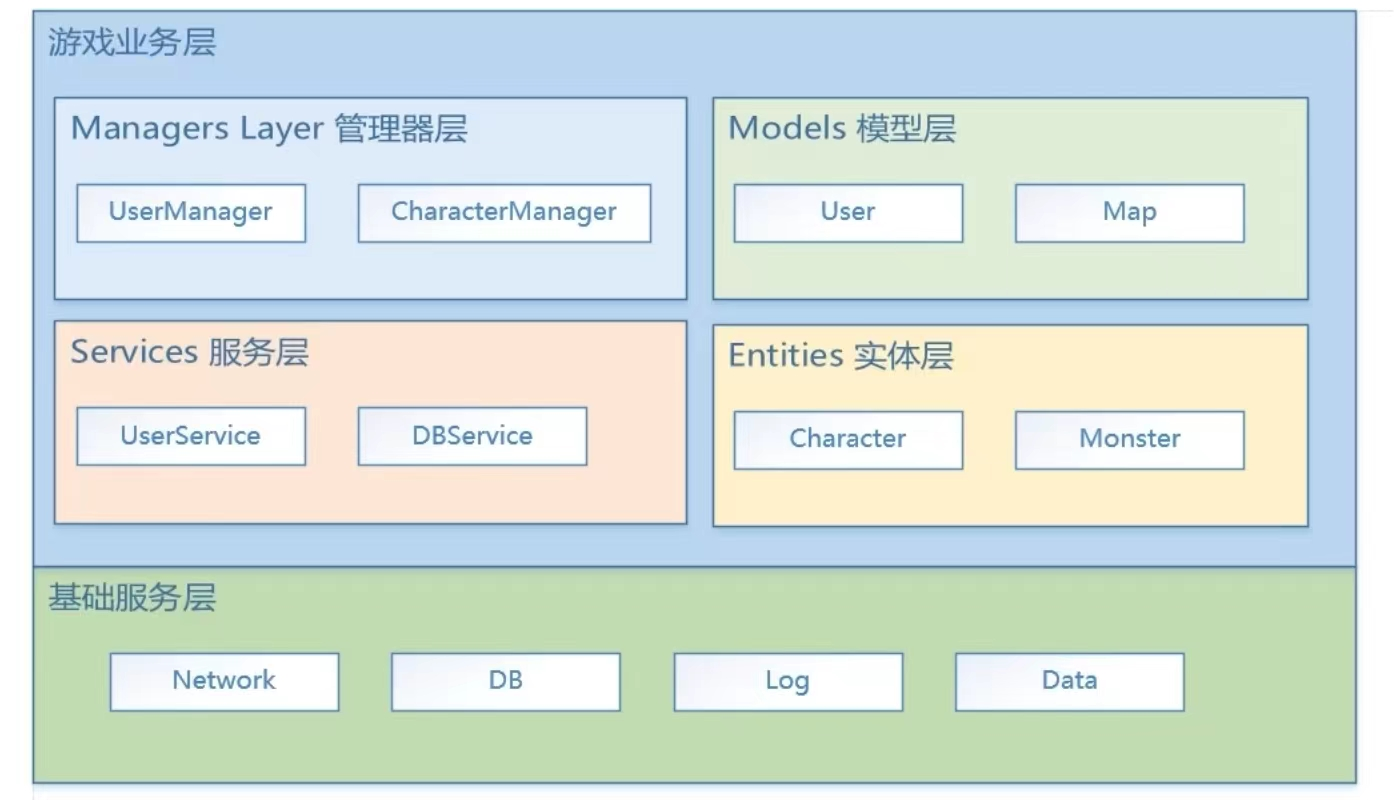 游戏业务层
Managers Layer 管理器层
UserManager
CharacterManager
Models 模型层
User
Map
Services 服务层
UserService
DBService
Entities 实体层
Character
Monster
基础服务层
Network
DB
Log
Data